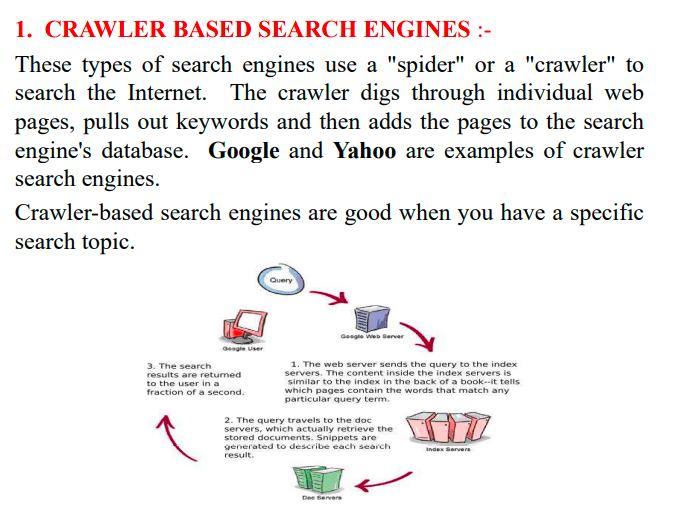 1. CRAWLER BASED SEARCH ENGINES :-
These types of search engines use a "spider" or a "crawler" to
search the Internet. The crawler digs through individual web
pages, pulls out keywords and then adds the pages to the search
engine's database. Google and Yahoo are examples of crawler
search engines.
Crawler-based search engines are good when you have a specific
search topic.
Query
Google Web Server
Google User
1. The web server sends the query to the index
servers. The content inside the index servers is
similar to the index in the back of a book--it tells
which pages contain the words that match any
particular query term.
3. The search
results are returned
to the user in a
fraction of a second.
2. The query travels to the doc
servers, which actually retrieve the
stored documents. Snippets are
generated to describe each search
result.
Index Servers
Doc Servers